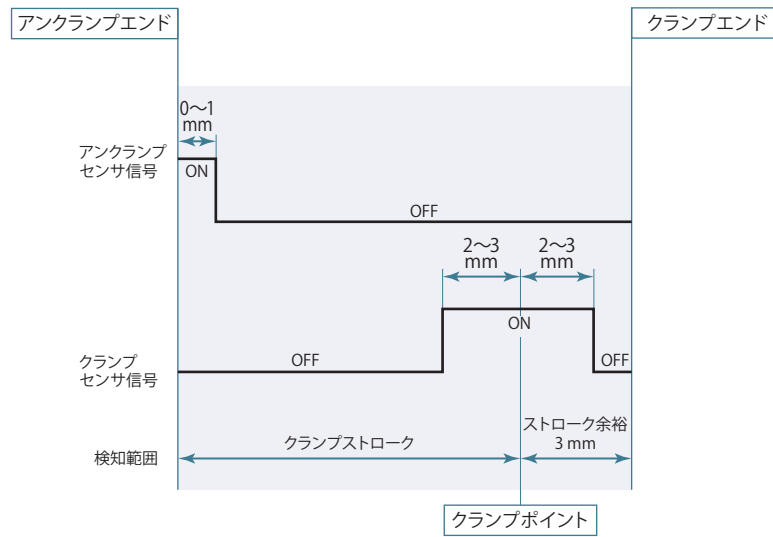 アンクランプエンド
クランプエンド
0～1
mm
アンクランプ
センサ信号
ON
OFF
2～3
mm
2～3
mm
ON
クランプ
センサ信号
OFF
OFF
ストローク余裕
3 mm
クランプストローク
検知範囲
クランプポイント